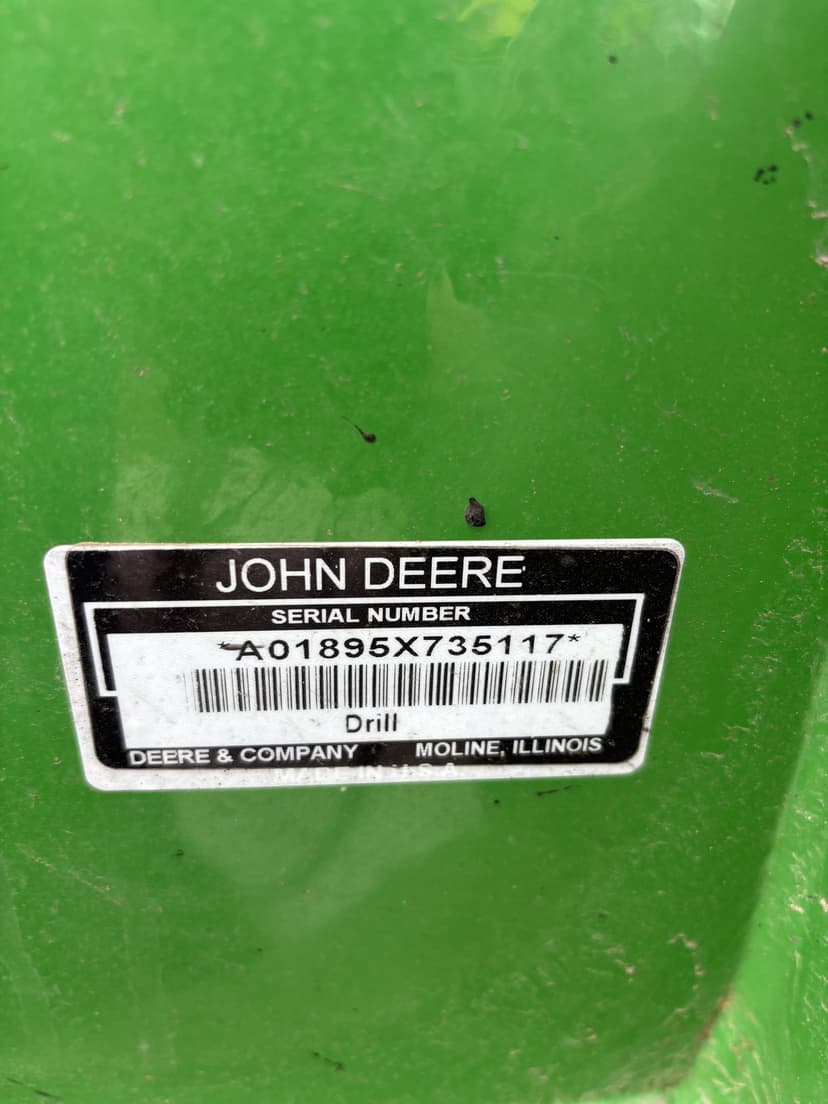 JOHN DEERE
SERIAL NUMBER
*A01895X735117*
Drill
DEERE & COMPANY MOLINE, ILLINOIS
MADE IN U.S.A.